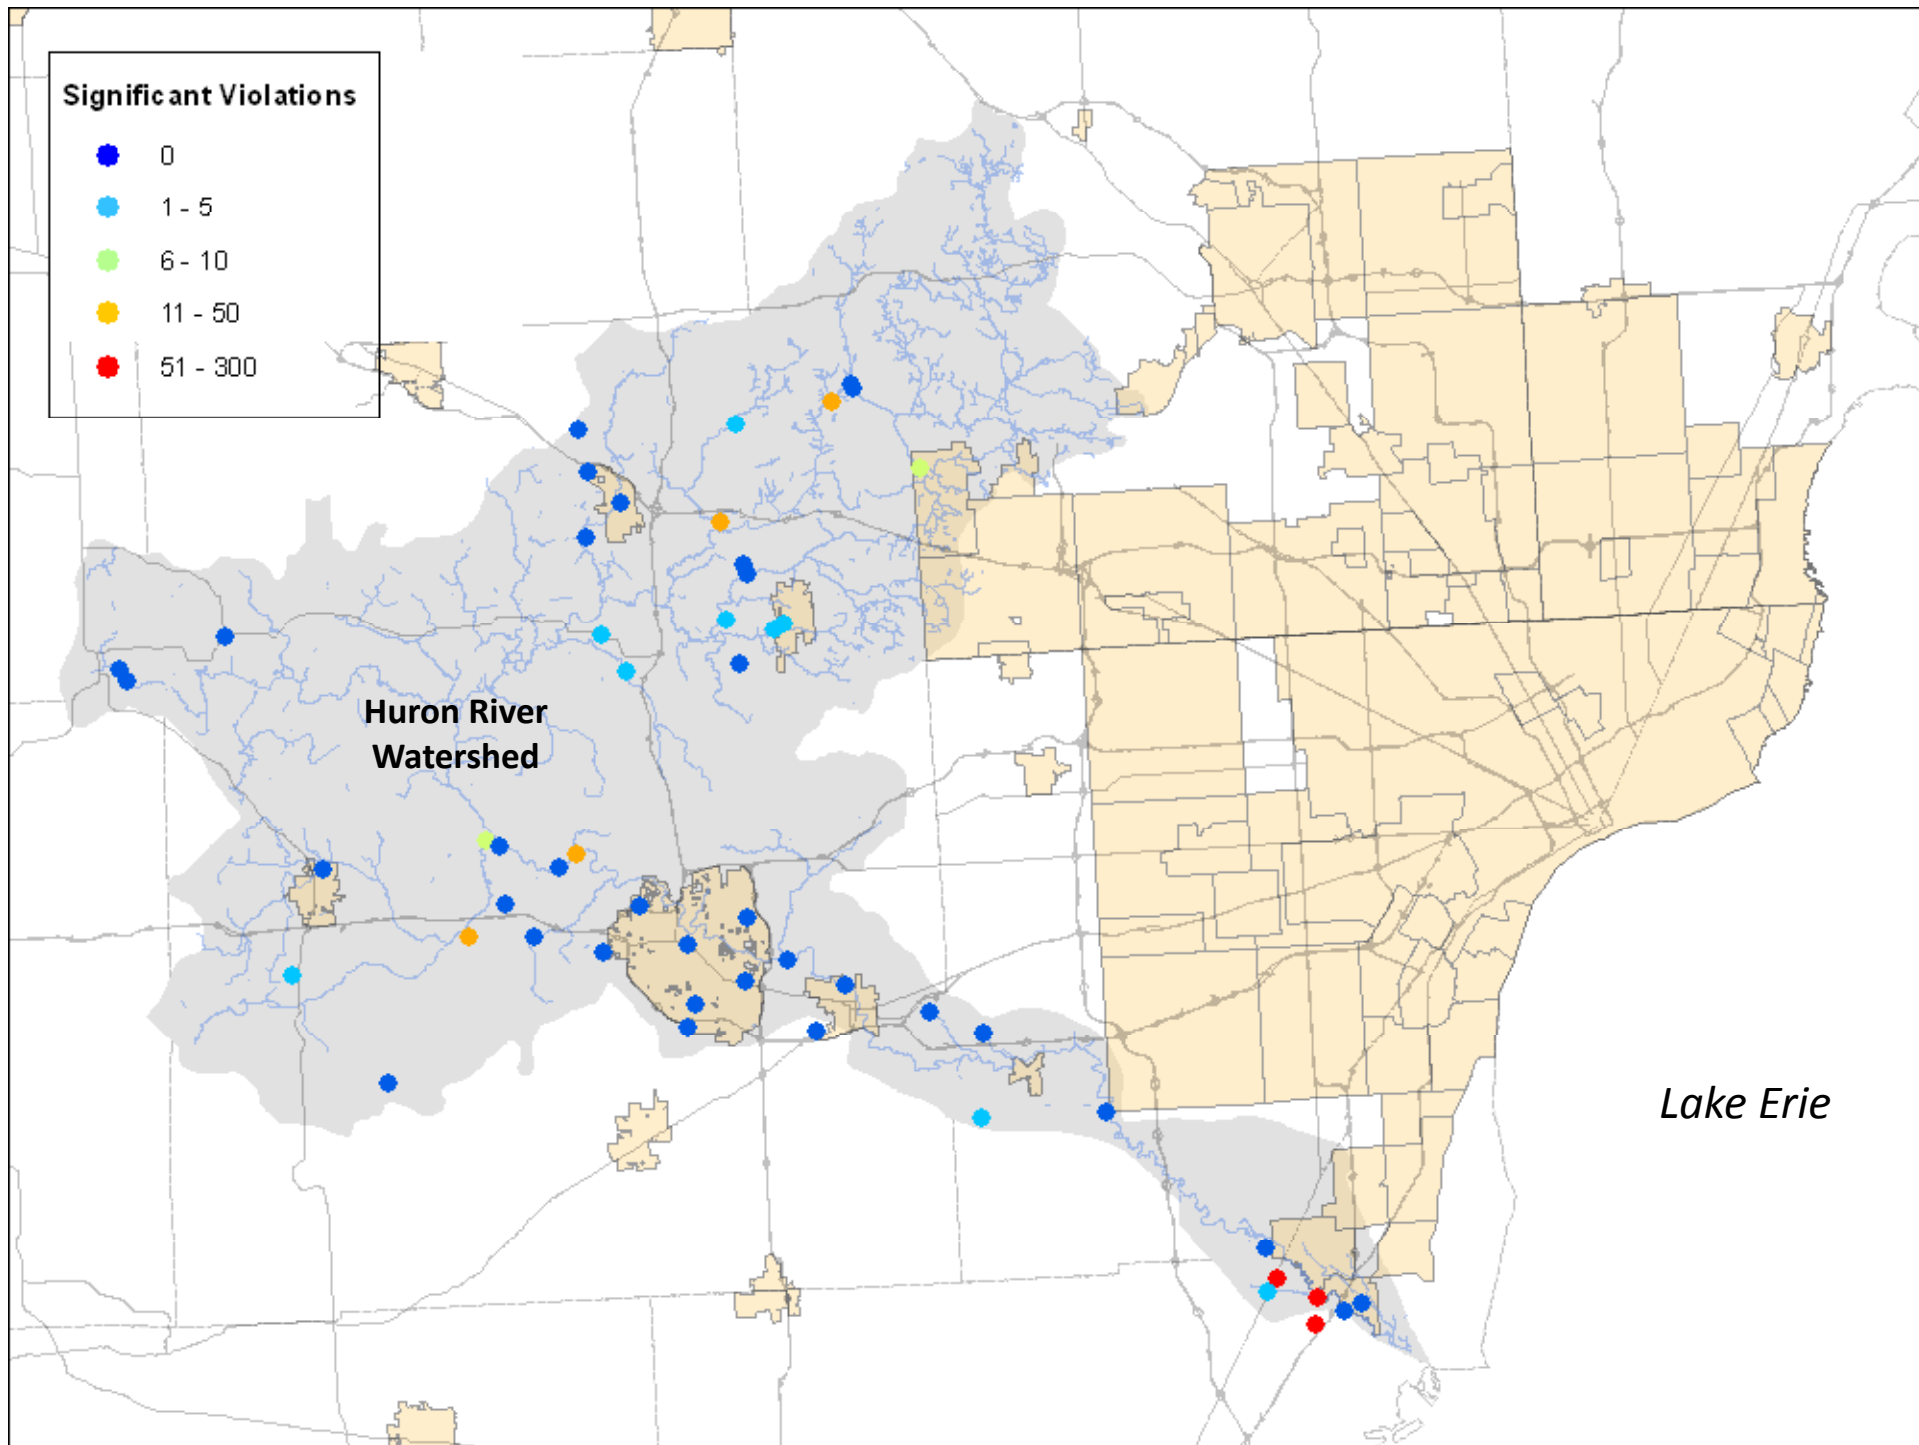 Significant Violations
0
1 - 5
6 - 10
11 - 50
51 - 300
Huron River
Watershed
Lake Erie